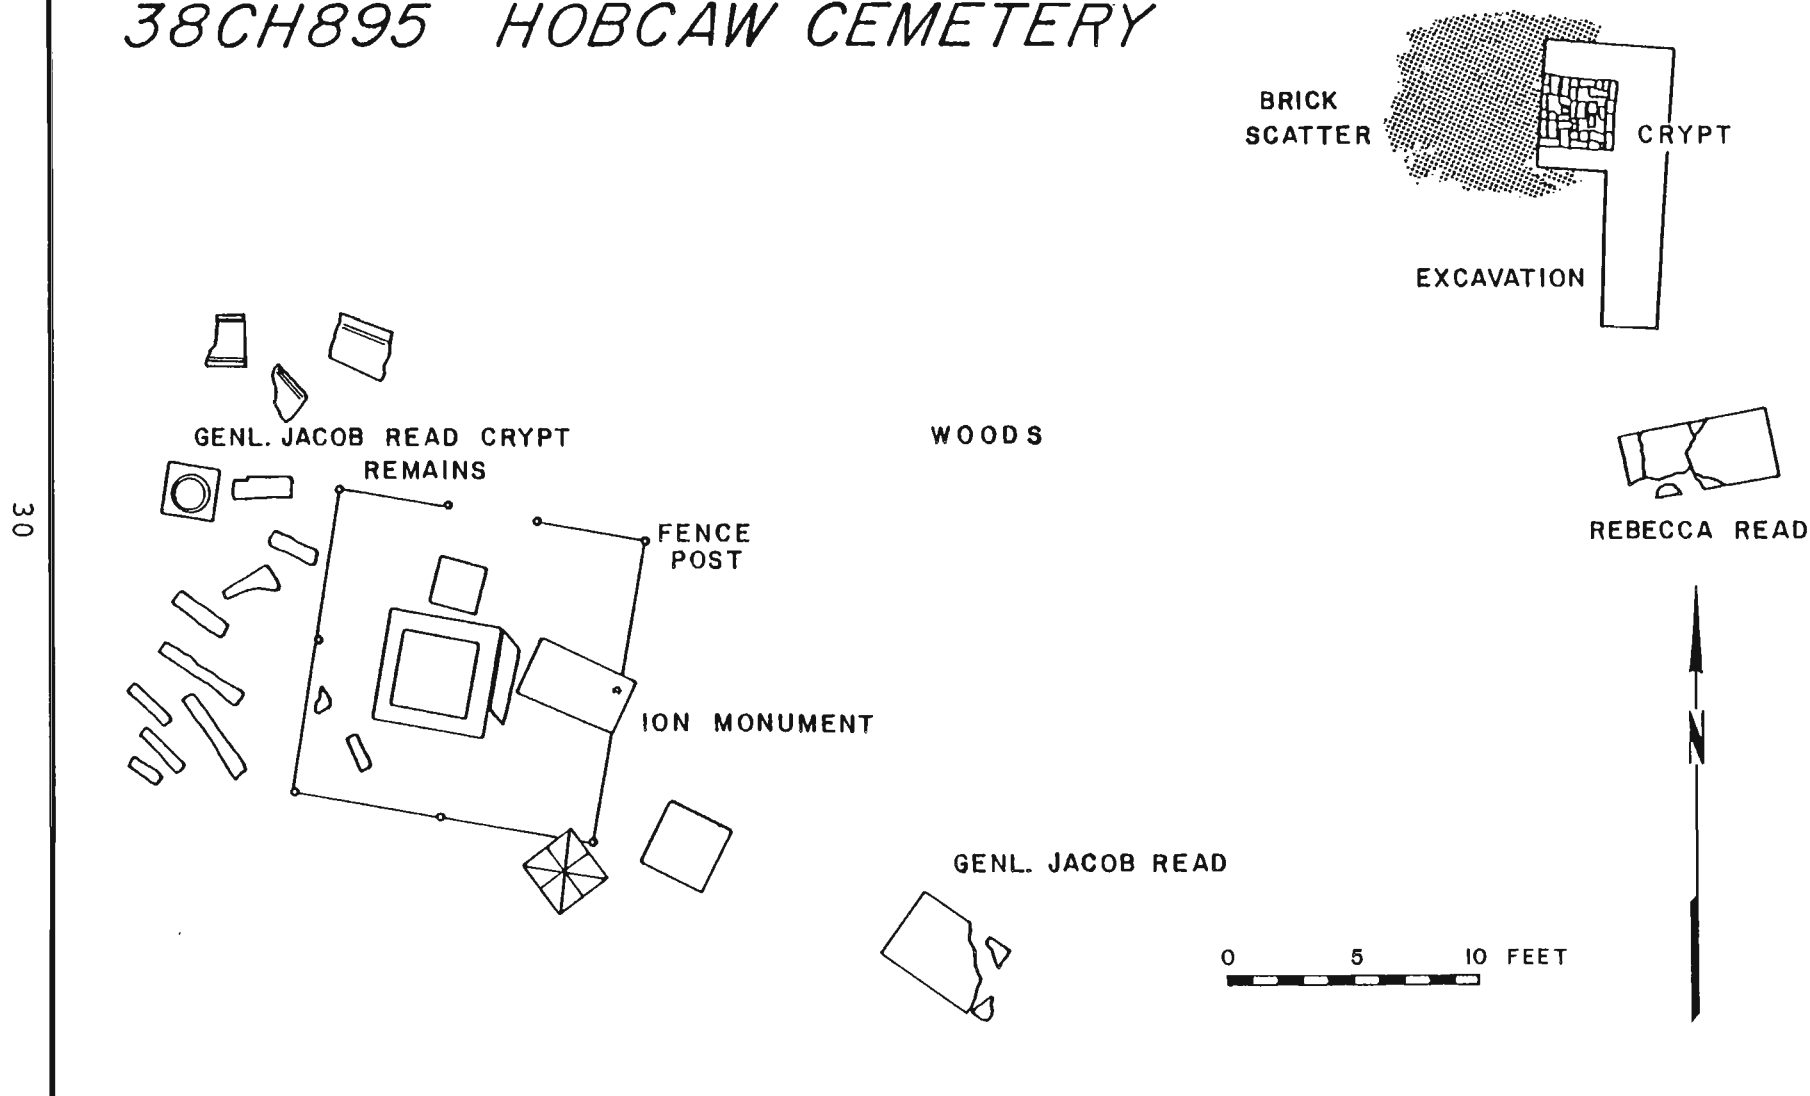 38CH895 HOBCAW CEMETERY
BRICK
SCATTER
CRYPT
EXCAVATION
GENL. JACOB READ CRYPT
REMAINS
WOODS
REBECCA READ
30
FENCE
POST
ION MONUMENT
N
GENL. JACOB READ
0 5 10 FEET